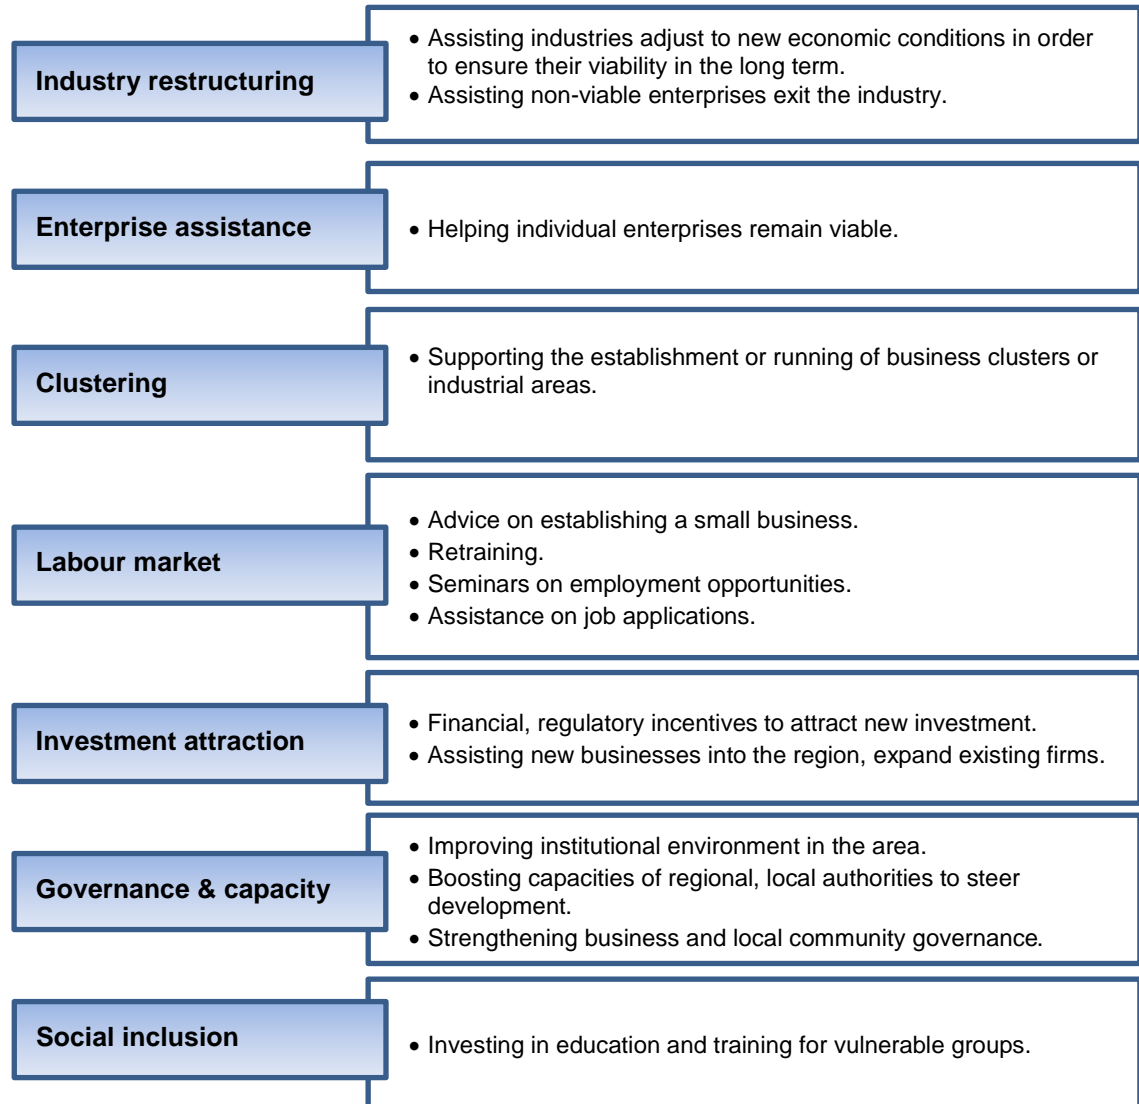 Industry restructuring
• Assisting industries adjust to new economic conditions in order
to ensure their viability in the long term.
• Assisting non-viable enterprises exit the industry.
Enterprise assistance
• Helping individual enterprises remain viable.
Clustering
• Supporting the establishment or running of business clusters or
industrial areas.
Labour market
• Advice on establishing a small business.
• Retraining.
• Seminars on employment opportunities.
• Assistance on job applications.
Investment attraction
• Financial, regulatory incentives to attract new investment.
• Assisting new businesses into the region, expand existing firms.
Governance & capacity
• Improving institutional environment in the area.
• Boosting capacities of regional, local authorities to steer
development.
• Strengthening business and local community governance.
Social inclusion
• Investing in education and training for vulnerable groups.